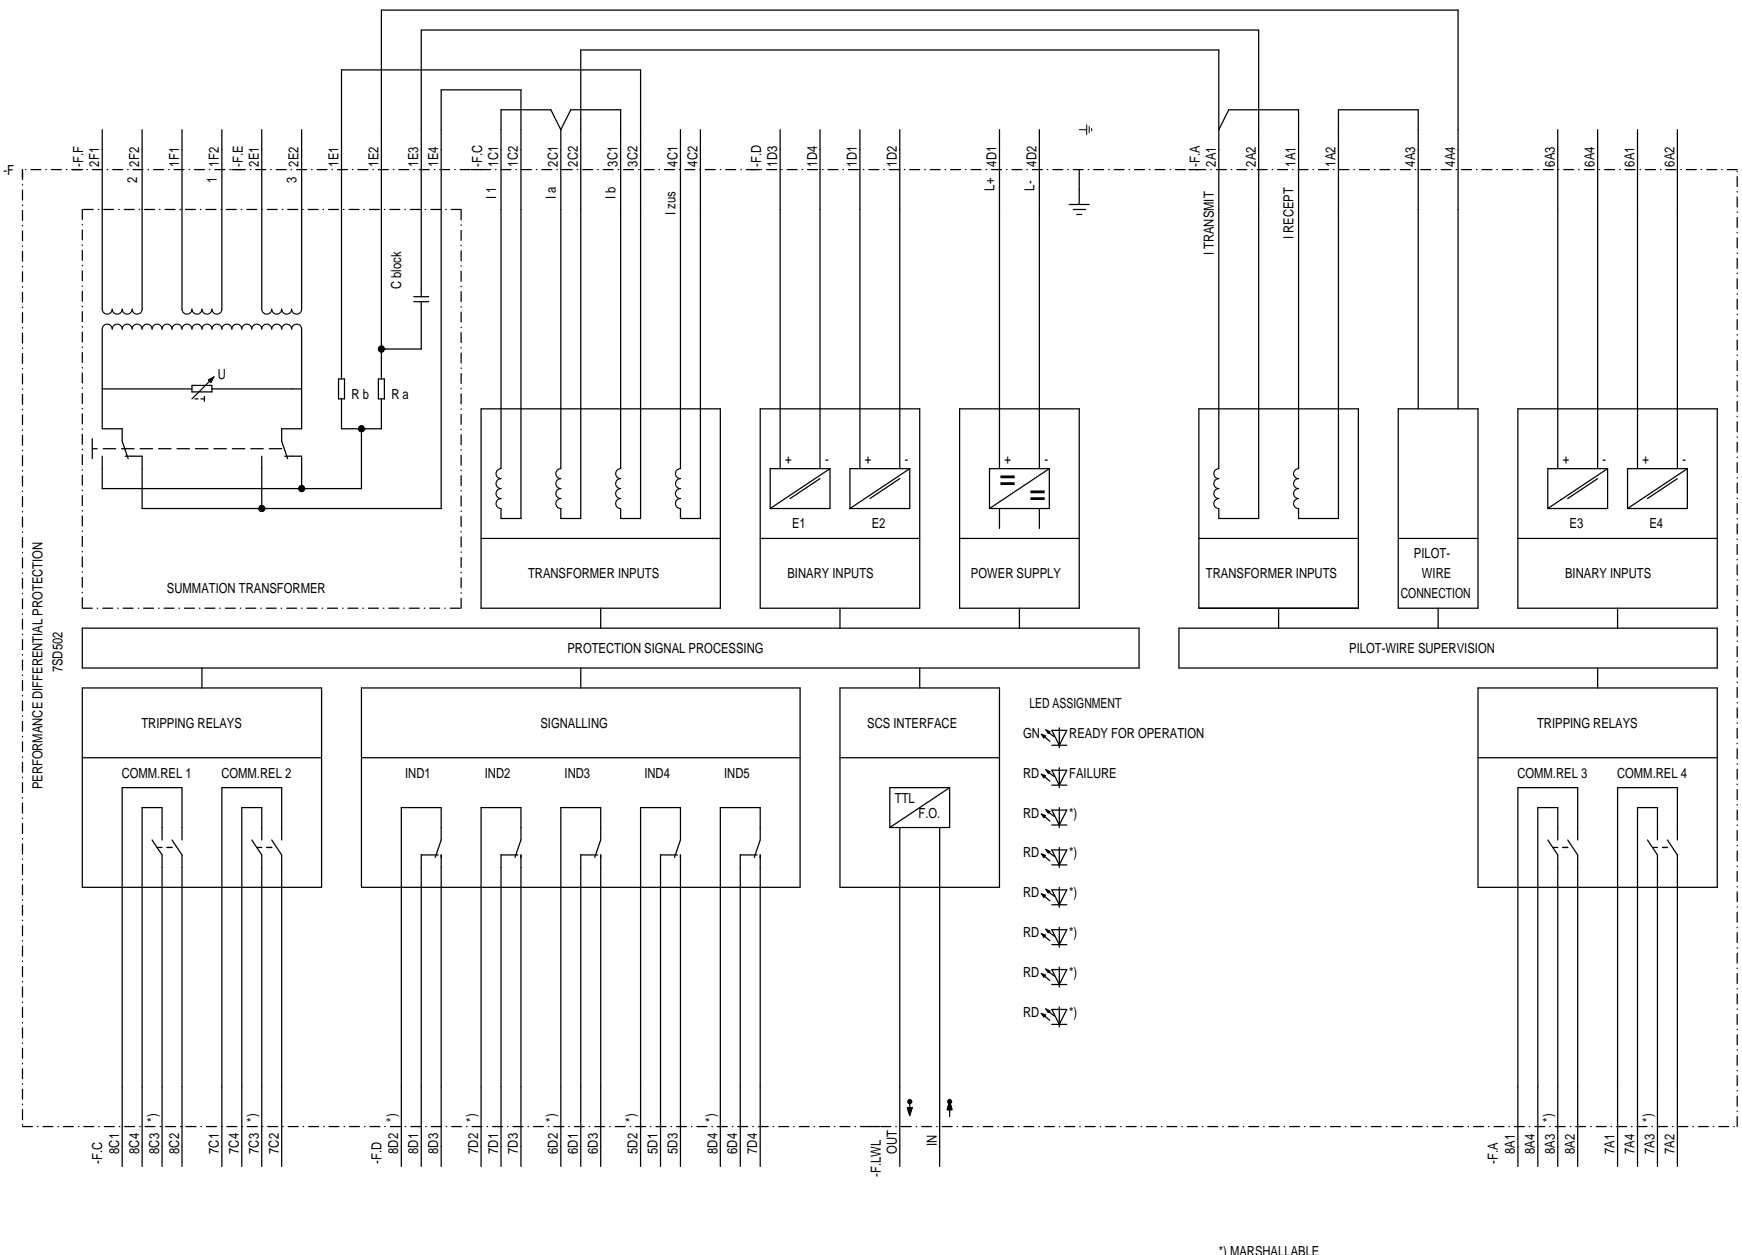 -F
-F.F
2F1
2F2
1F1
1F2
-F.E
2E1
2E2
1E1
1E2
1E3
1E4
-F.C
1C1
1C2
2C1
2C2
3C1
3C2
4C1
4C2
-F.D
1D3
1D4
1D1
1D2
4D1
4D2
-F.A
2A1
2A2
1A1
1A2
4A3
4A4
6A3
6A4
6A1
6A2
2
1
3
I 1
I a
I b
I zus
L+
L-
I TRANSMIT
I RECEPT
C block
U
R b
R a
+ -
+ -
+ -
+ -
+ -
E1
E2
E3
E4
SUMMATION TRANSFORMER
TRANSFORMER INPUTS
BINARY INPUTS
POWER SUPPLY
TRANSFORMER INPUTS
PILOT-
WIRE
CONNECTION
BINARY INPUTS
PERFORMANCE DIFFERENTIAL PROTECTION
7SD502
PROTECTION SIGNAL PROCESSING
PILOT-WIRE SUPERVISION
TRIPPING RELAYS
SIGNALLING
SCS INTERFACE
TRIPPING RELAYS
COMM.REL 1
COMM.REL 2
IND1
IND2
IND3
IND4
IND5
TTL
F.O.
LED ASSIGNMENT
GN READY FOR OPERATION
RD FAILURE
RD *)
RD *)
RD *)
RD *)
RD *)
RD *)
COMM.REL 3
COMM.REL 4
-F.C
8C1
8C4
8C3 *)
8C2
7C1
7C4
7C3 *)
7C2
-F.D
8D2 *)
8D1
8D3
7D2 *)
7D1
7D3
6D2 *)
6D1
6D3
5D2 *)
5D1
5D3
8D4 *)
6D4
7D4
-F.LWL
OUT
IN
-F.A
8A1
8A4
8A3 *)
8A2
7A1
7A4
7A3 *)
7A2
*) MARSHALLABLE